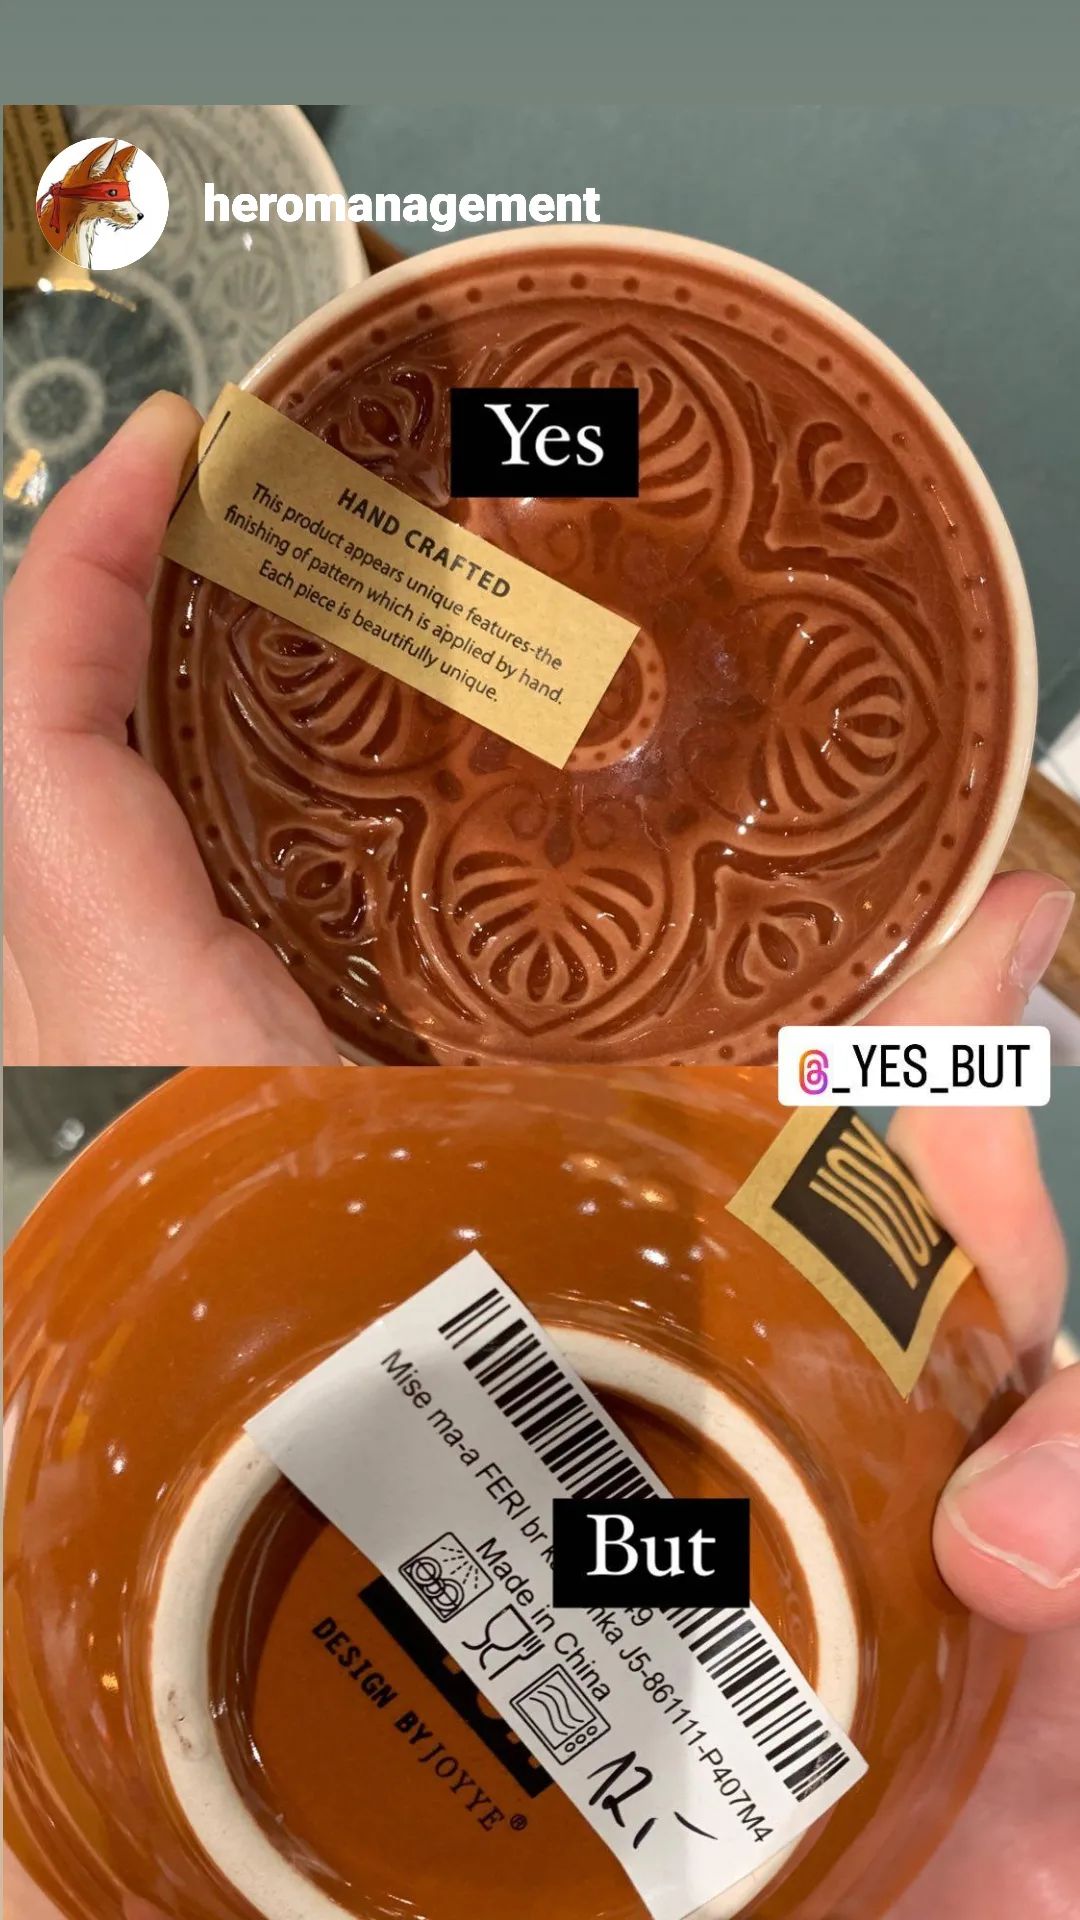 heromanagement
Yes
HAND CRAFTED
This product appears unique features-the
finishing of pattern which is applied by hand.
Each piece is beautifully unique.
@_YES_BUT
Mise ma-a FERI br
nka J5-861111-P407M4
Made in China
12,-
But
DESIGN BY JOYYE®